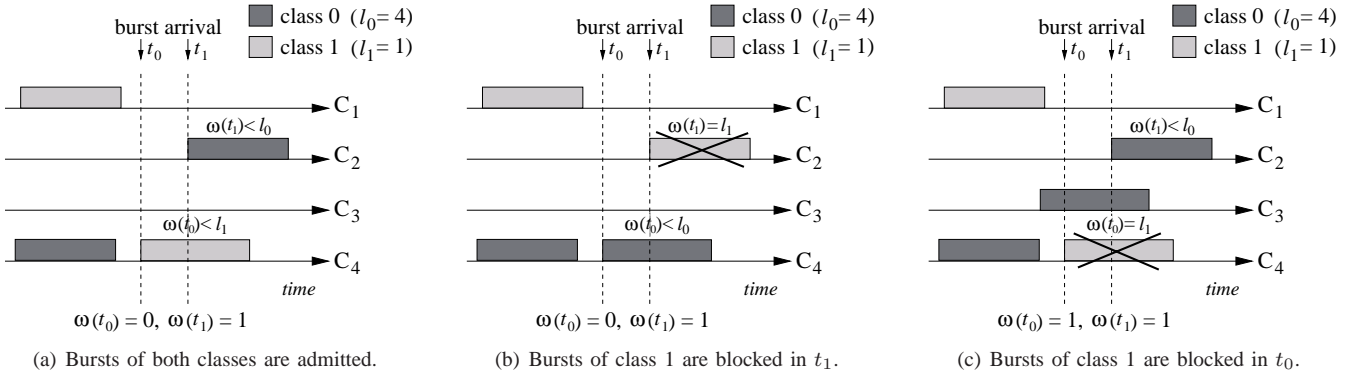 class 0 (l₀= 4)
class 1 (l₁= 1)
burst arrival
t₀ t₁
C₁
ω(t₁)<l₀
C₂
C₃
ω(t₀)<l₁
C₄
time
ω(t₀) = 0, ω(t₁) = 1
(a) Bursts of both classes are admitted.
class 0 (l₀= 4)
class 1 (l₁= 1)
burst arrival
t₀ t₁
C₁
ω(t₁)= l₁
C₂
C₃
ω(t₀)<l₀
C₄
time
ω(t₀) = 0, ω(t₁) = 1
(b) Bursts of class 1 are blocked in t₁.
class 0 (l₀= 4)
class 1 (l₁= 1)
burst arrival
t₀ t₁
C₁
ω(t₁)<l₀
C₂
C₃
ω(t₀)= l₁
C₄
time
ω(t₀) = 1, ω(t₁) = 1
(c) Bursts of class 1 are blocked in t₀.